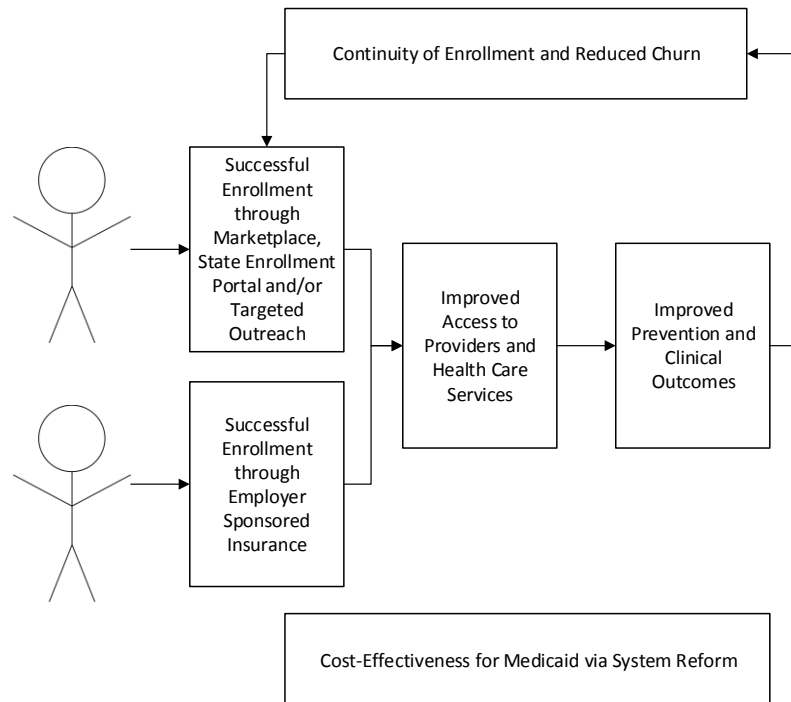 Continuity of Enrollment and Reduced Churn
Successful
Enrollment
through
Marketplace,
State Enrollment
Portal and/or
Targeted
Outreach
Improved
Access to
Providers and
Health Care
Services
Improved
Prevention and
Clinical
Outcomes
Successful
Enrollment
through
Employer
Sponsored
Insurance
Cost-Effectiveness for Medicaid via System Reform